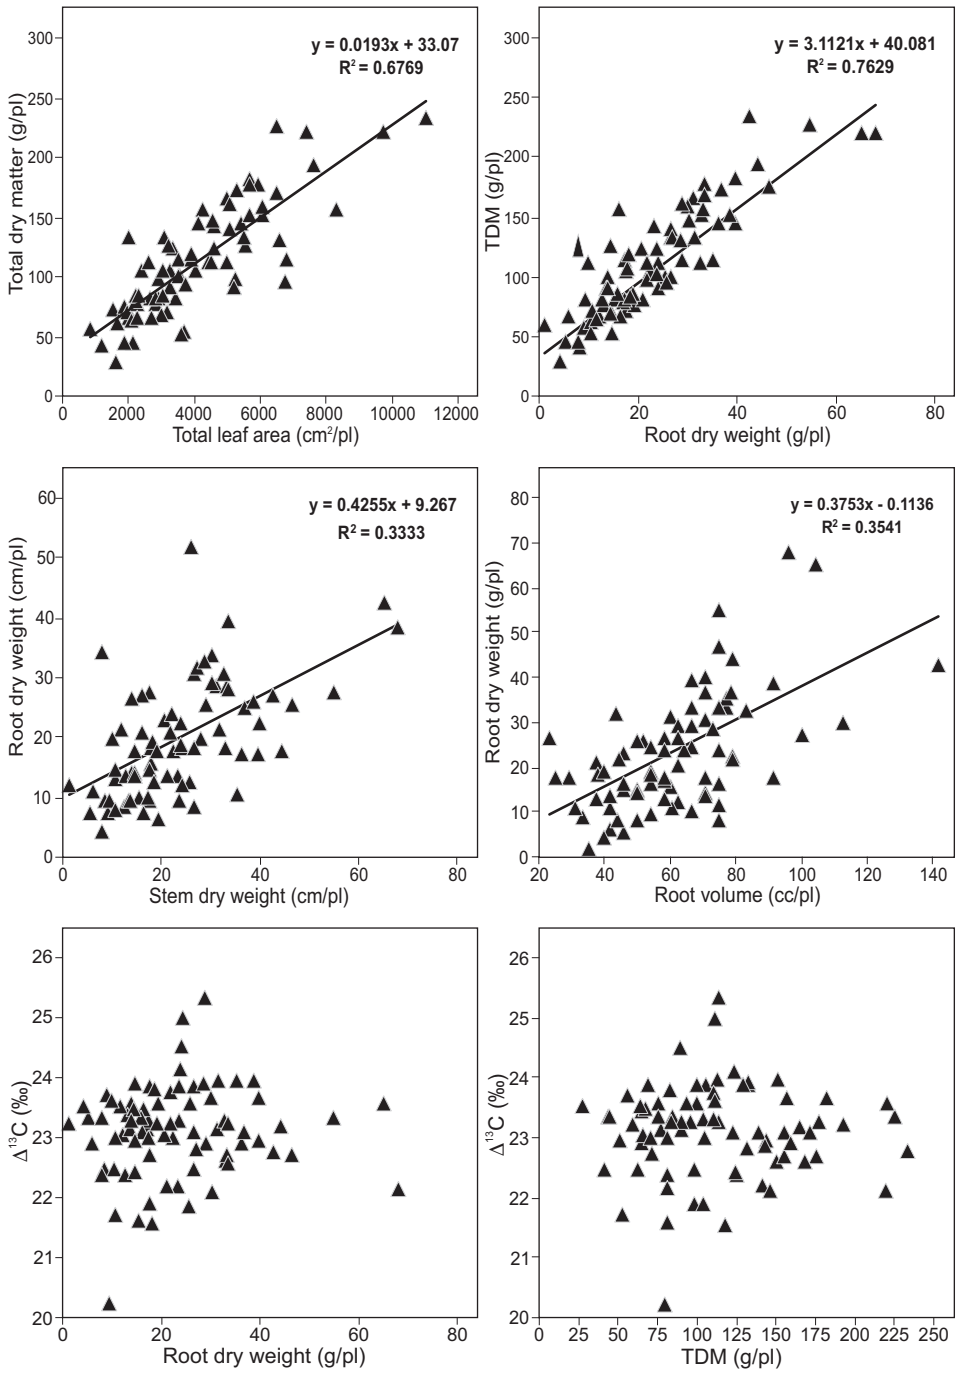 y = 0.0193x + 33.07
R² = 0.6769
300
250
200
150
100
50
0
Total dry matter (g/pl)
0 2000 4000 6000 8000 10000 12000
Total leaf area (cm²/pl)
y = 3.1121x + 40.081
R² = 0.7629
300
250
200
150
100
50
0
TDM (g/pl)
0 20 40 60 80
Root dry weight (g/pl)
y = 0.4255x + 9.267
R² = 0.3333
60
50
40
30
20
10
0
Root dry weight (cm/pl)
0 20 40 60 80
Stem dry weight (cm/pl)
y = 0.3753x - 0.1136
R² = 0.3541
80
70
60
50
40
30
20
10
0
Root dry weight (g/pl)
20 40 60 80 100 120 140
Root volume (cc/pl)
26
25
24
23
22
21
20
Δ¹³C (‰)
0 20 40 60 80
Root dry weight (g/pl)
26
25
24
23
22
21
20
Δ¹³C (‰)
0 25 50 75 100 125 150 175 200 225 250
TDM (g/pl)